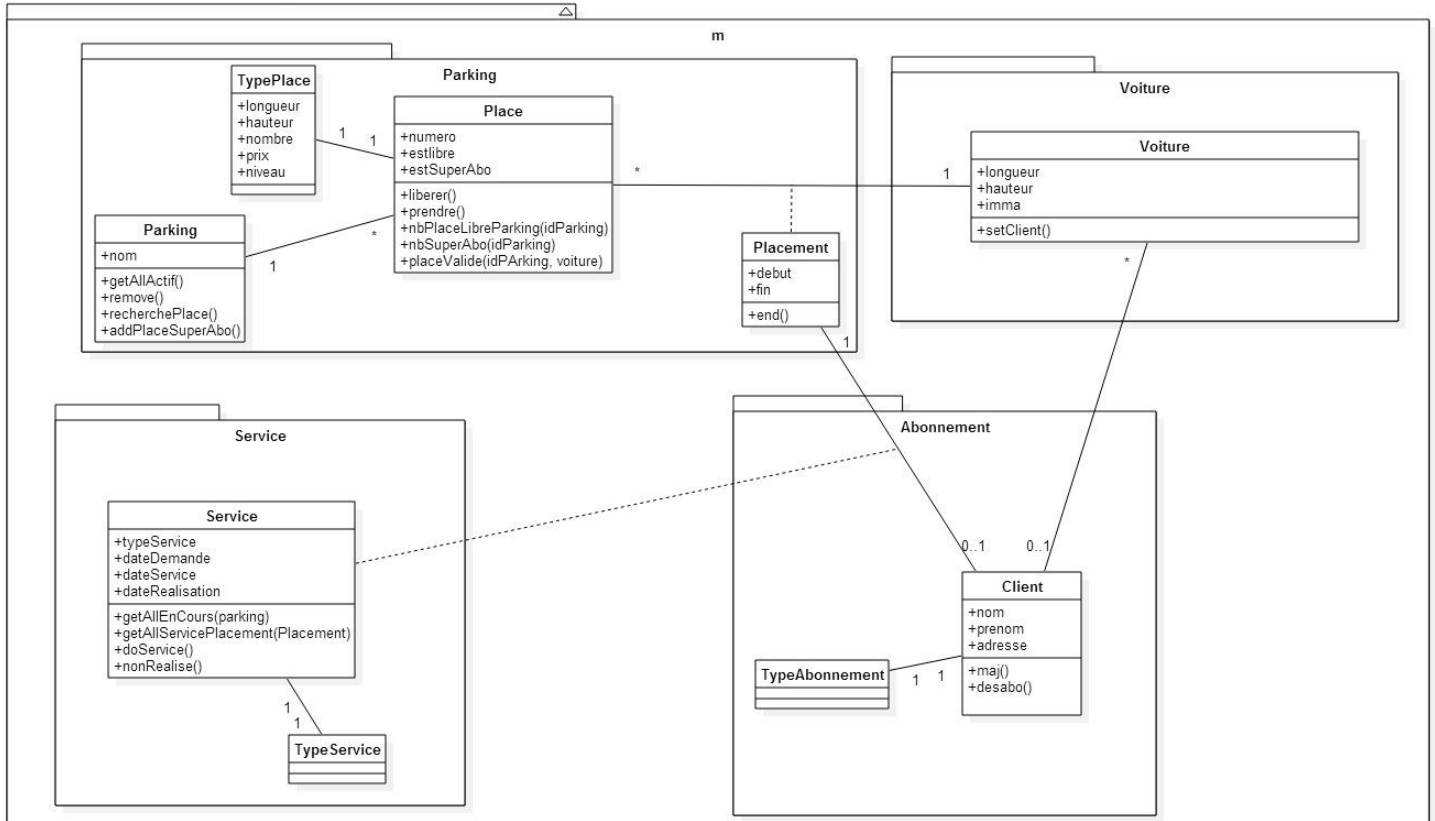 m
Parking
TypePlace
+longueur
+hauteur
+nombre
+prix
+niveau
1
1
Place
+numero
+estlibre
+estSuperAbo
+liberer()
+prendre()
+nbPlaceLibreParking(idParking)
+nbSuperAbo(idParking)
+placeValide(idPArking, voiture)
*
1
Parking
+nom
+getAllActif()
+remove()
+recherchePlace()
+addPlaceSuperAbo()
1
*
Placement
+debut
+fin
+end()
1
Voiture
Voiture
+longueur
+hauteur
+imma
+setClient()
*
Service
Service
+typeService
+dateDemande
+dateService
+dateRealisation
+getAllEnCours(parking)
+getAllServicePlacement(Placement)
+doService()
+nonRealise()
1
1
TypeService
Abonnement
0..1
0..1
Client
+nom
+prenom
+adresse
+maj()
+desabo()
TypeAbonnement
1
1